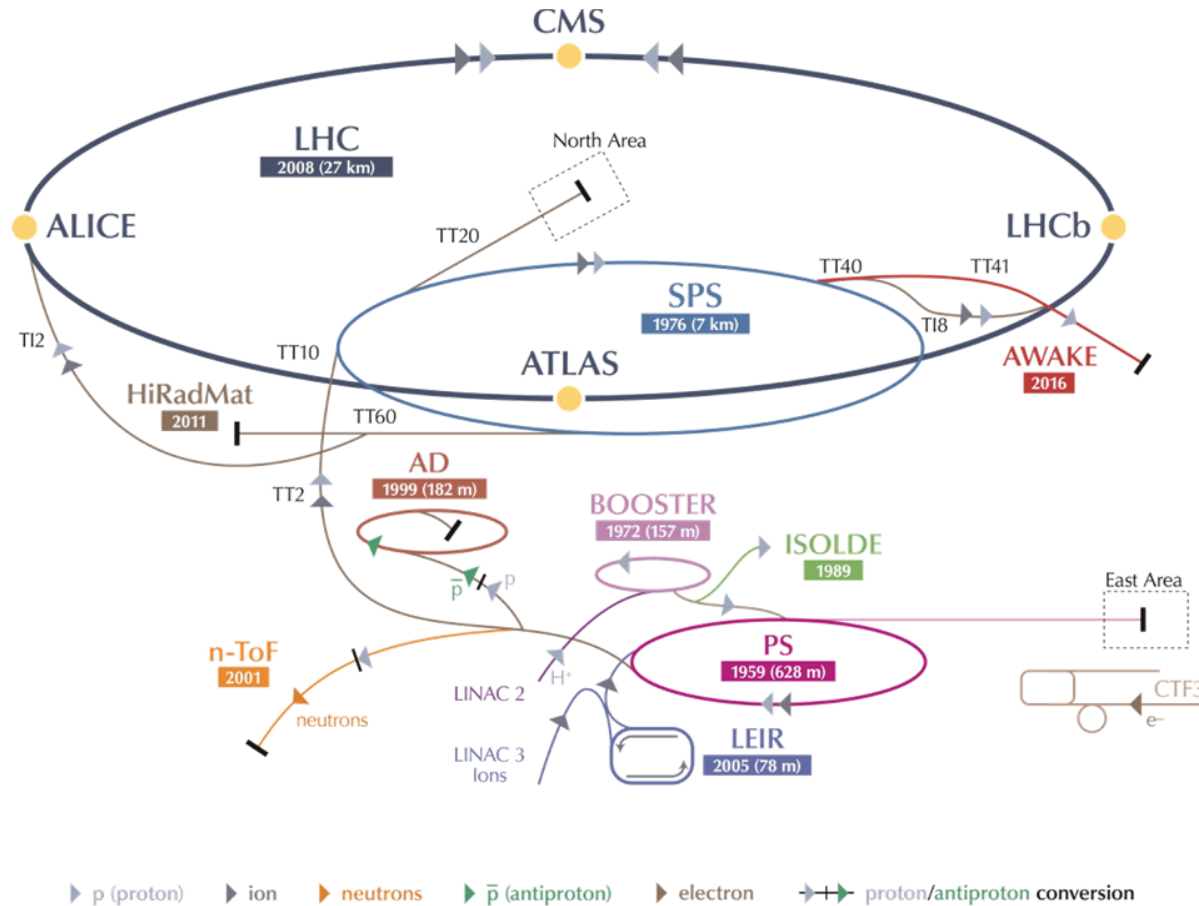 CMS
LHC
2008 (27 km)
North Area
ALICE
LHCb
TT20
TT40
TT41
SPS
1976 (7 km)
TI8
TI2
TT10
ATLAS
AWAKE
2016
HiRadMat
2011
TT60
AD
1999 (182 m)
TT2
BOOSTER
1972 (157 m)
ISOLDE
1989
p̅
p
East Area
n-ToF
2001
PS
1959 (628 m)
H⁺
LINAC 2
neutrons
CTF3
e–
LEIR
2005 (78 m)
LINAC 3
Ions
p (proton) ion neutrons p̅ (antiproton) electron proton/antiproton conversion